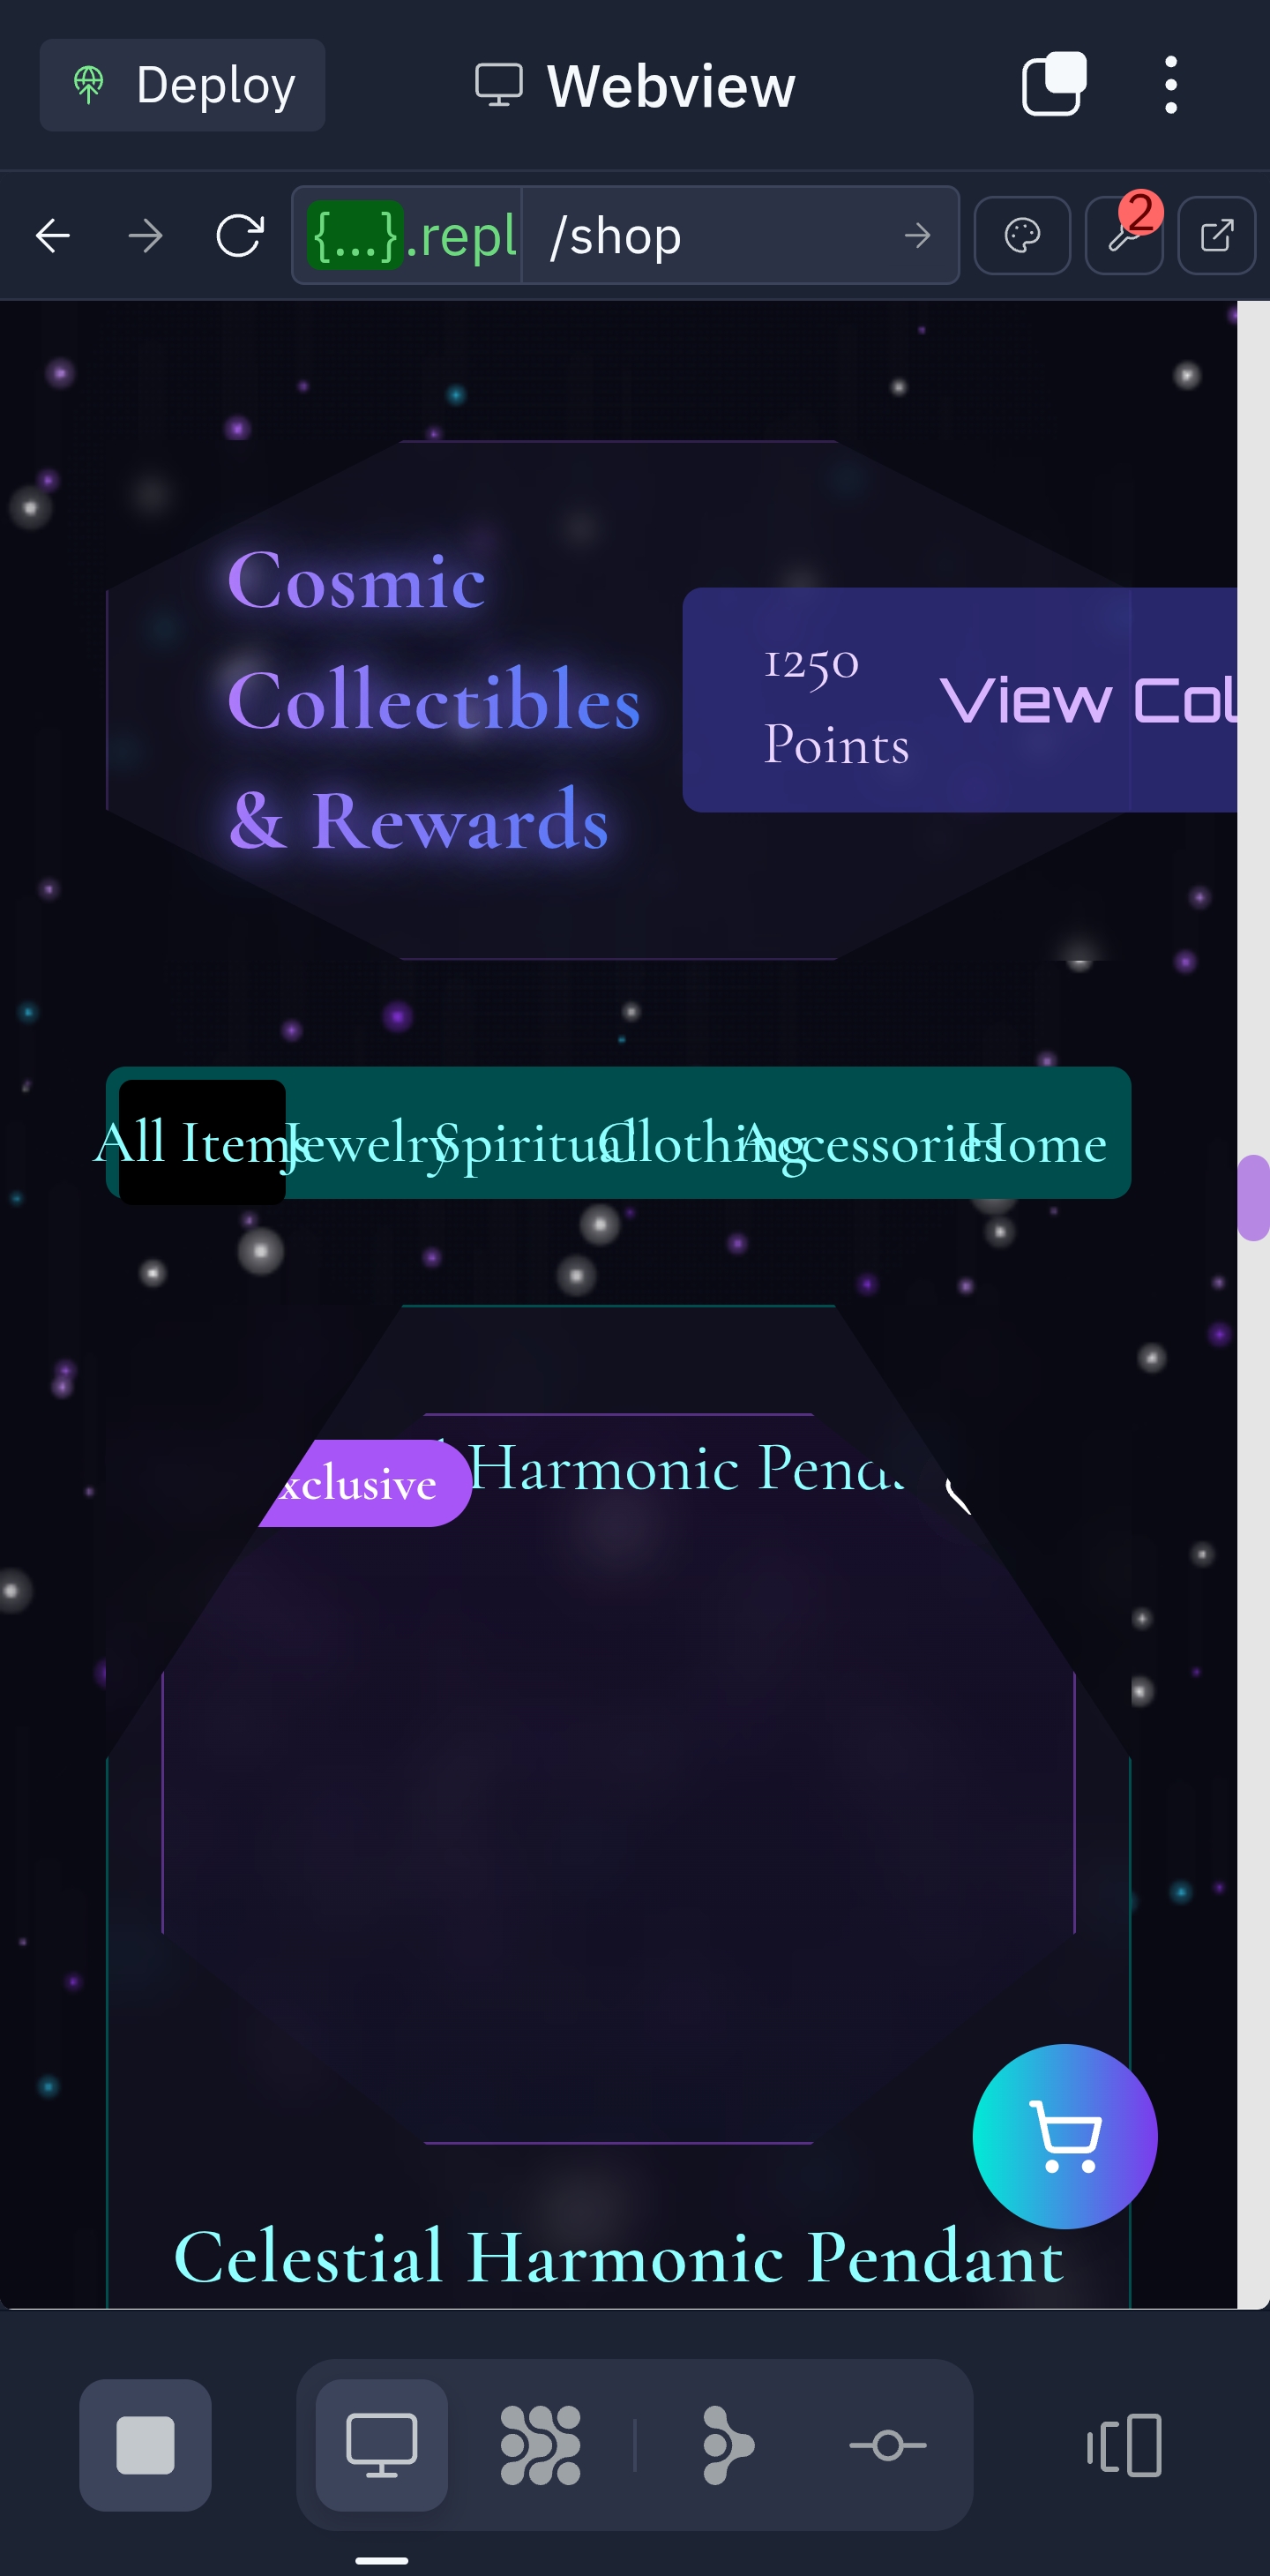 Deploy
Webview
{...}.repl
/shop
2
Cosmic
Collectibles
& Rewards
1250
Points
View Col
All Items
Jewelry
Spiritual
Clothing
Accessories
Home
xclusive
Harmonic Pend
Celestial Harmonic Pendant